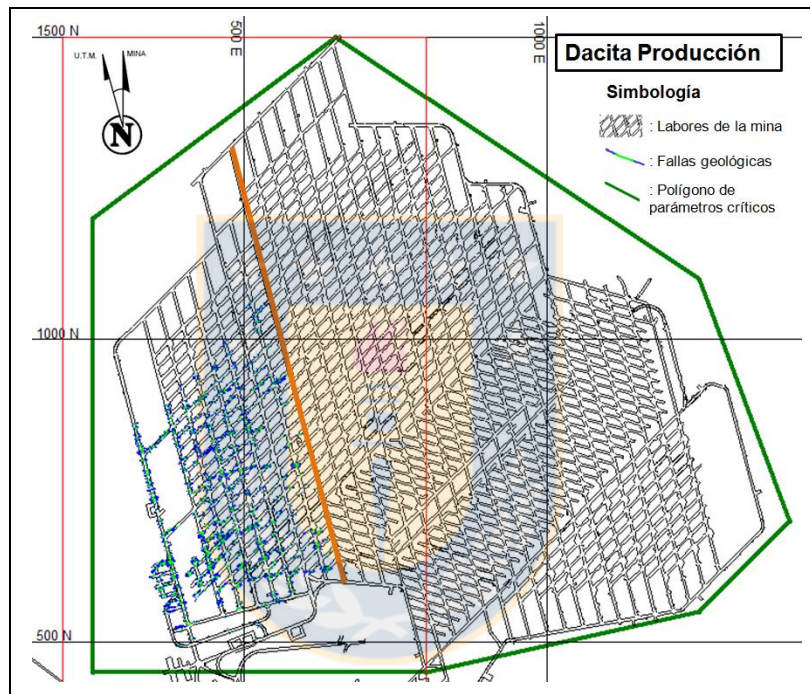 1500 N
500 E
1000 E
Dacita Producción
U.T.M.
MINA
N
Simbología
: Labores de la mina
: Fallas geológicas
: Polígono de
parámetros críticos
1000 N
500 N